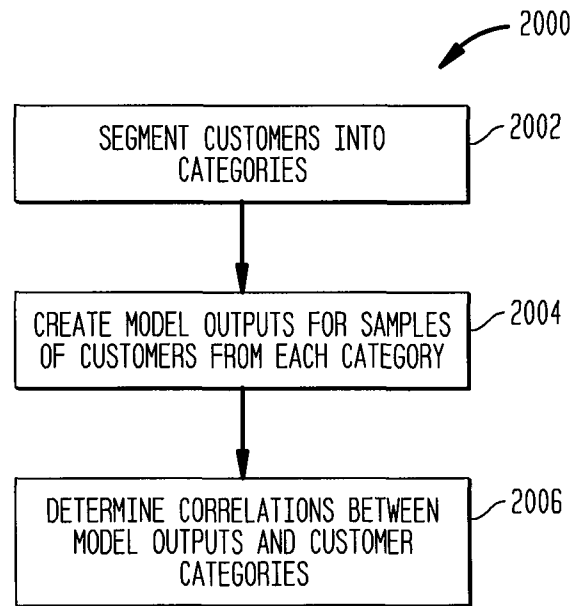 2000
SEGMENT CUSTOMERS INTO
CATEGORIES
2002
CREATE MODEL OUTPUTS FOR SAMPLES
OF CUSTOMERS FROM EACH CATEGORY
2004
DETERMINE CORRELATIONS BETWEEN
MODEL OUTPUTS AND CUSTOMER
CATEGORIES
2006